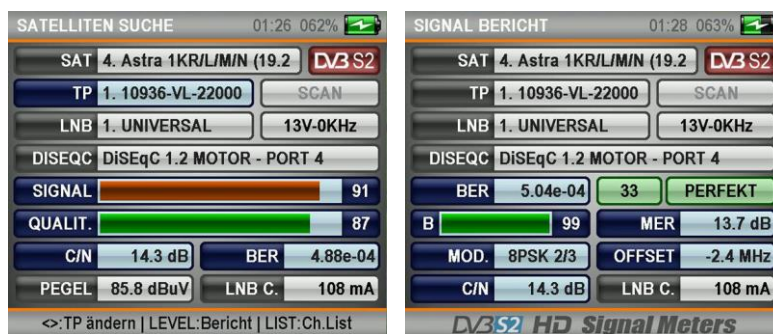 SATELLITEN SUCHE 01:26 062%
SAT 4. Astra 1KR/L/M/N (19.2 DVB S2
TP 1. 10936-VL-22000 SCAN
LNB 1. UNIVERSAL 13V-0KHz
DISEQC DiSEqC 1.2 MOTOR - PORT 4
SIGNAL 91
QUALIT. 87
C/N 14.3 dB BER 4.88e-04
PEGEL 85.8 dBuV LNB C. 108 mA
<>:TP ändern | LEVEL:Bericht | LIST:Ch.List
SIGNAL BERICHT 01:28 063%
SAT 4. Astra 1KR/L/M/N (19.2 DVB S2
TP 1. 10936-VL-22000 SCAN
LNB 1. UNIVERSAL 13V-0KHz
DISEQC DiSEqC 1.2 MOTOR - PORT 4
BER 5.04e-04 33 PERFEKT
B 99 MER 13.7 dB
MOD. 8PSK 2/3 OFFSET -2.4 MHz
C/N 14.3 dB LNB C. 108 mA
DVB S2 HD Signal Meters